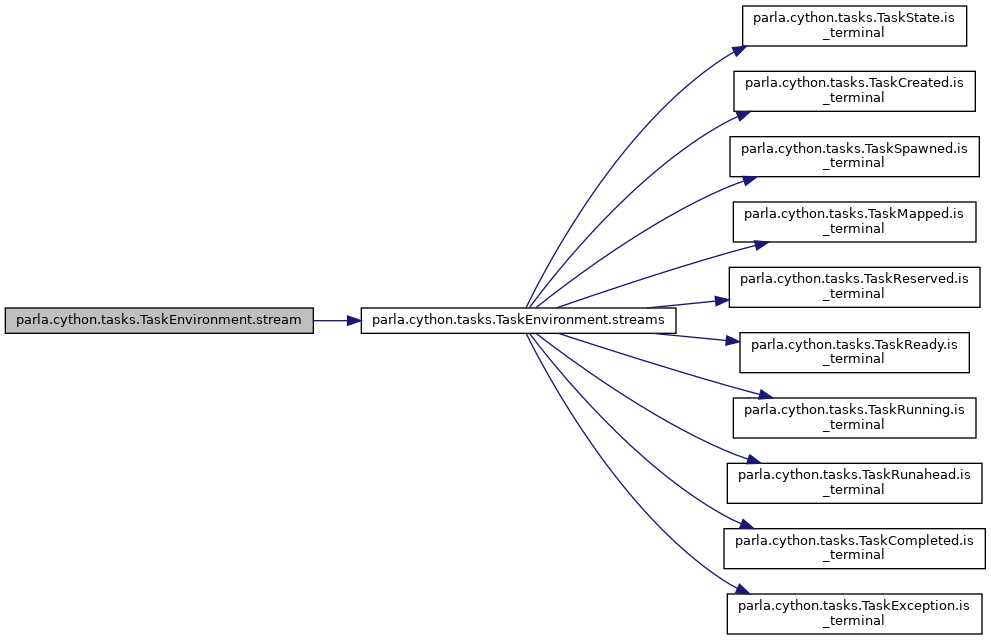 parla.cython.tasks.TaskEnvironment.stream
parla.cython.tasks.TaskEnvironment.streams
parla.cython.tasks.TaskState.is
_terminal
parla.cython.tasks.TaskCreated.is
_terminal
parla.cython.tasks.TaskSpawned.is
_terminal
parla.cython.tasks.TaskMapped.is
_terminal
parla.cython.tasks.TaskReserved.is
_terminal
parla.cython.tasks.TaskReady.is
_terminal
parla.cython.tasks.TaskRunning.is
_terminal
parla.cython.tasks.TaskRunahead.is
_terminal
parla.cython.tasks.TaskCompleted.is
_terminal
parla.cython.tasks.TaskException.is
_terminal